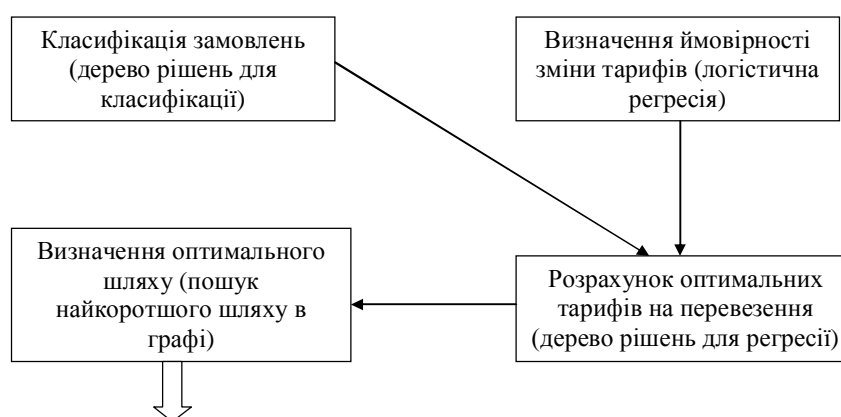 Класифікація замовлень
(дерево рішень для
класифікації)
Визначення ймовірності
зміни тарифів (логістична
регресія)
Визначення оптимального
шляху (пошук
найкоротшого шляху в
графі)
Розрахунок оптимальних
тарифів на перевезення
(дерево рішень для регресії)